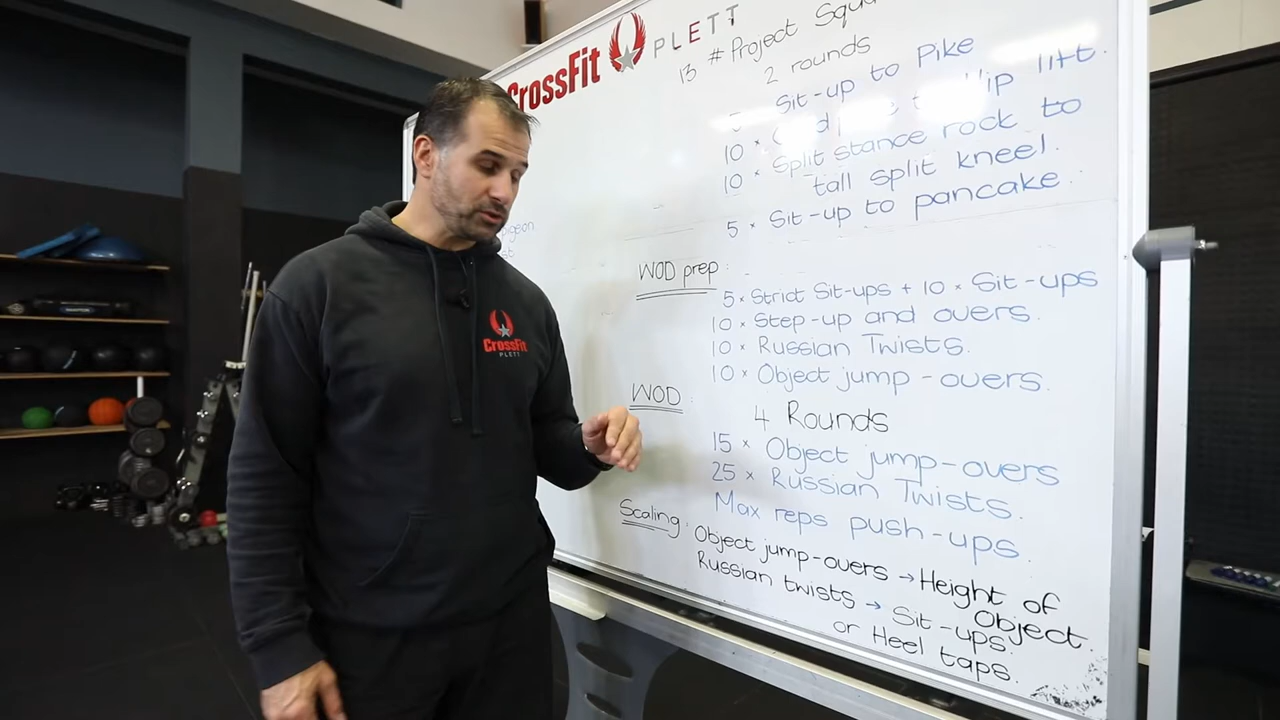 CrossFit PLETT
13 # Project Squa
2 rounds
Sit-up to Pike
10 × lip lift.
10 × Split stance rock to
tall split kneel.
5 × Sit-up to pancake.
pigeon
WOD prep:
5 × Strict Sit-ups + 10 × Sit-ups
10 × Step-up and overs.
10 × Russian Twists.
10 × Object jump-overs.
WOD:
4 Rounds
15 × Object jump-overs
25 × Russian Twists.
Max reps push-ups.
Scaling: Object jump-overs → Height of
Object
Russian twists → Sit-ups.
or Heel taps.
CrossFit
PLETT